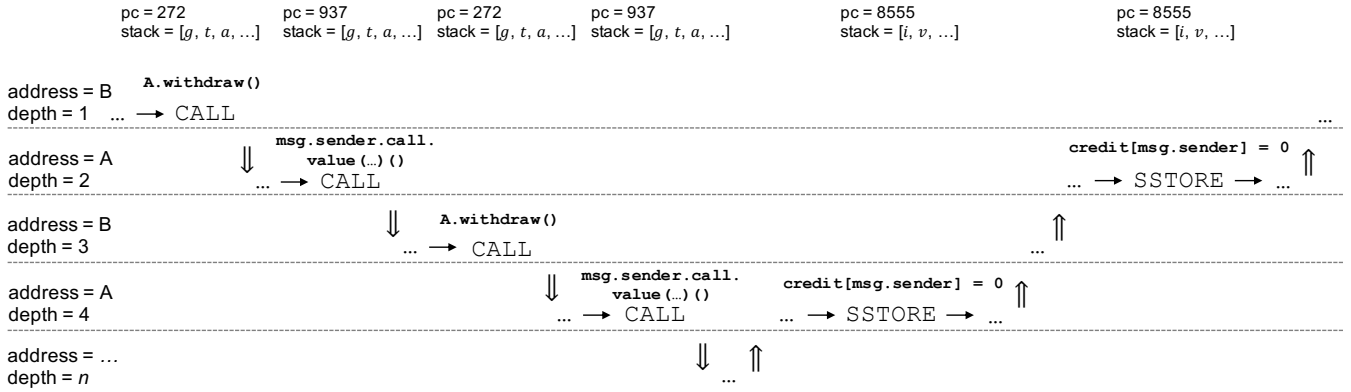 pc = 272 pc = 937 pc = 272 pc = 937 pc = 8555 pc = 8555
stack = [g, t, a, …] stack = [g, t, a, …] stack = [g, t, a, …] stack = [g, t, a, …] stack = [i, v, …] stack = [i, v, …]
A.withdraw()
address = B
depth = 1 ... → CALL ...
msg.sender.call.
value(…)() credit[msg.sender] = 0
address = A ⇓ ⇑
depth = 2 ... → CALL ... → SSTORE → ...
address = B ⇓ A.withdraw() ⇑
depth = 3 ... → CALL ...
msg.sender.call.
value(…)() credit[msg.sender] = 0
address = A ⇓ ⇑
depth = 4 ... → CALL ... → SSTORE → ...
address = … ⇓ ⇑
depth = n ...